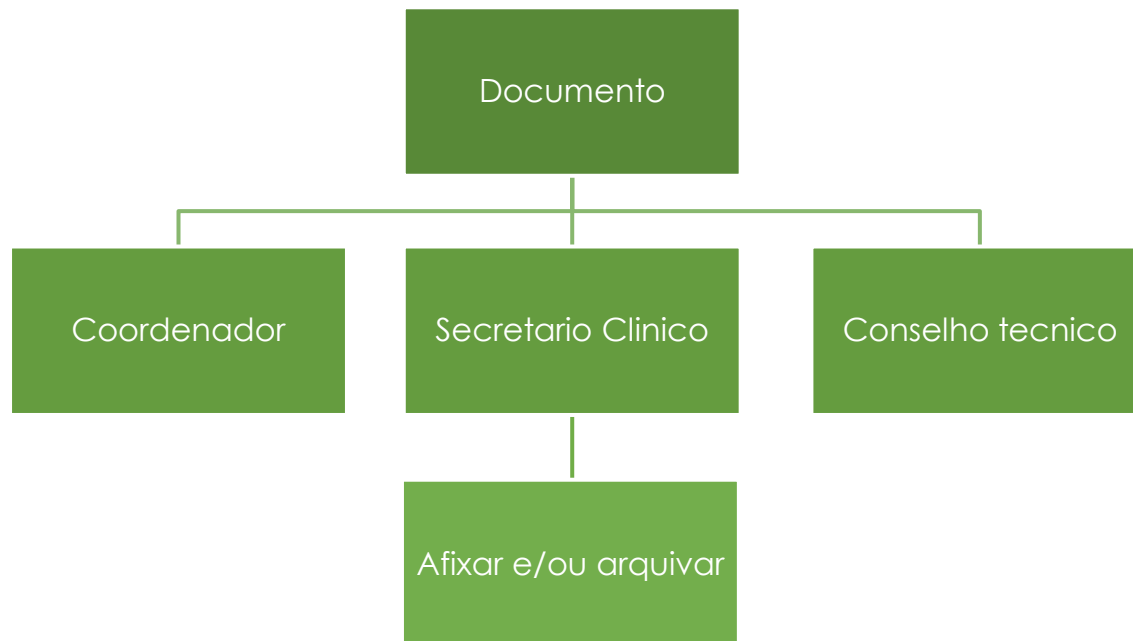 Documento
Coordenador
Secretario Clinico
Conselho tecnico
Afixar e/ou arquivar